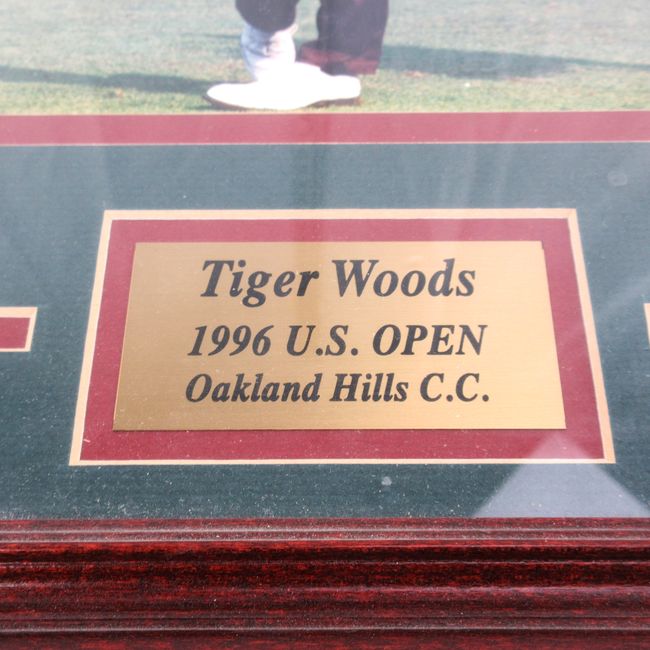 Tiger Woods
1996 U.S. OPEN
Oakland Hills C.C.